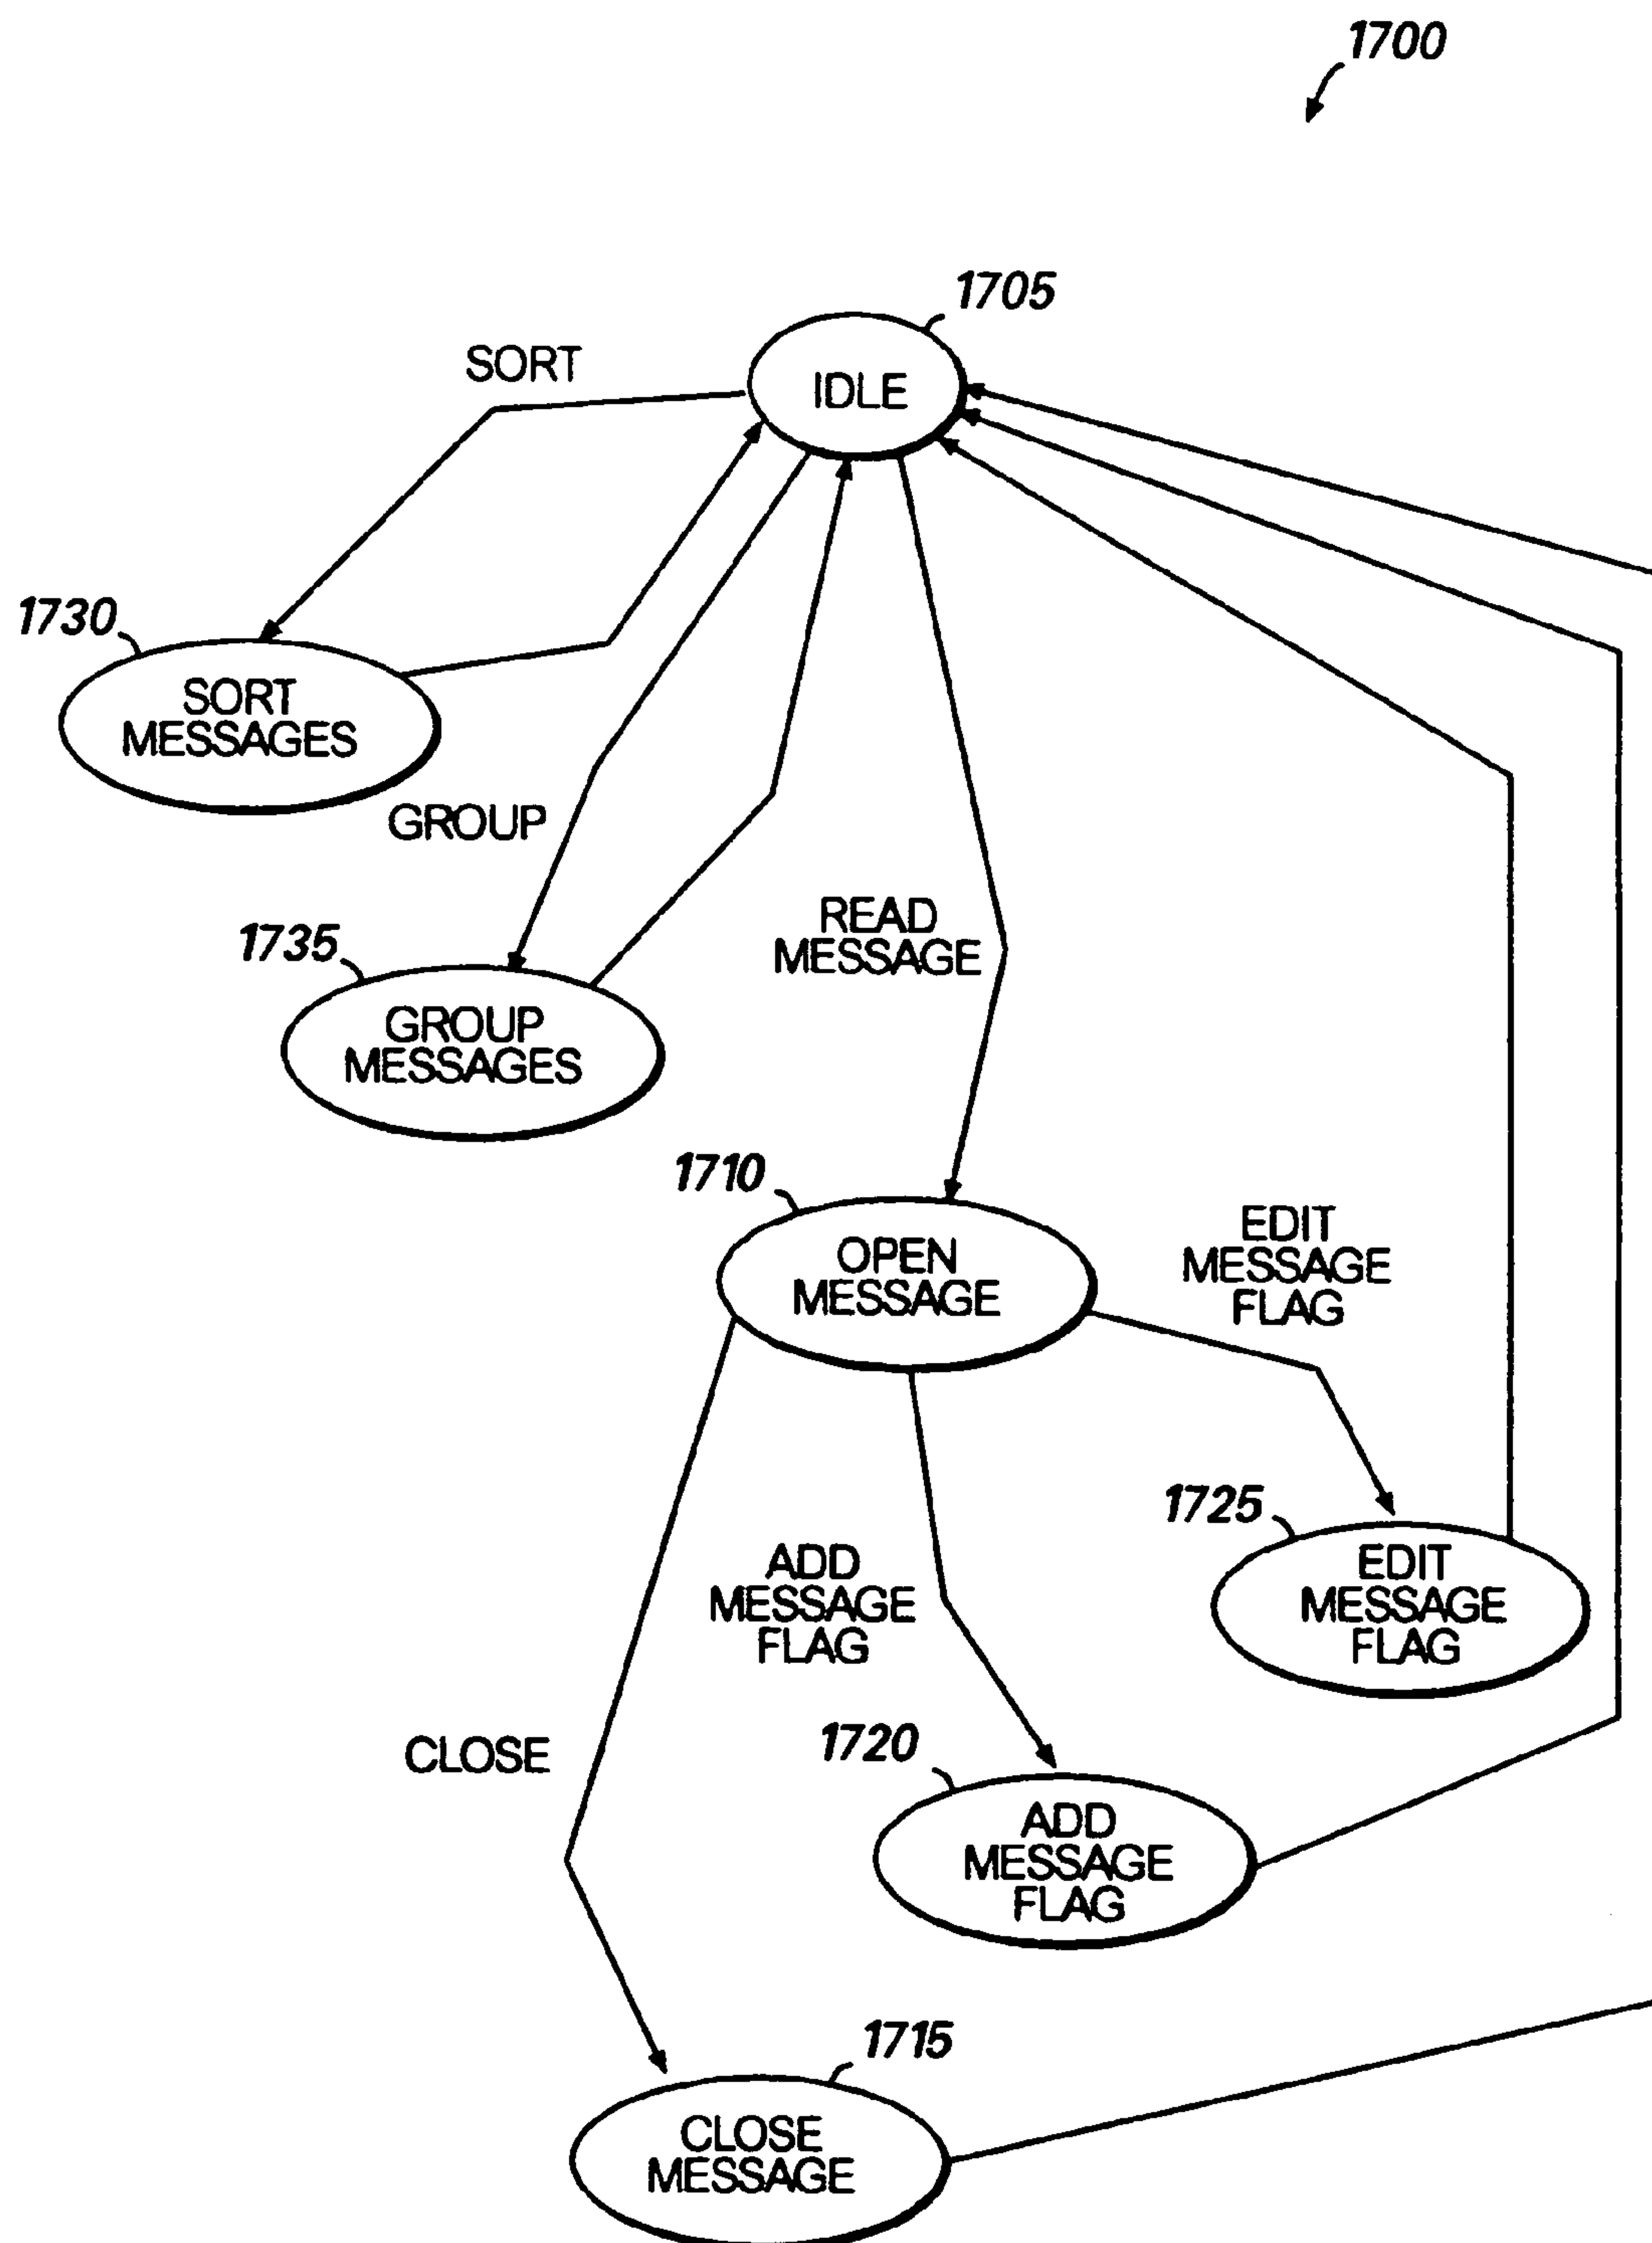 1700
1705
SORT
IDLE
1730
SORT
MESSAGES
GROUP
1735
READ
MESSAGE
GROUP
MESSAGES
1710
OPEN
MESSAGE
EDIT
MESSAGE
FLAG
1725
EDIT
MESSAGE
FLAG
ADD
MESSAGE
FLAG
1720
CLOSE
ADD
MESSAGE
FLAG
1715
CLOSE
MESSAGE